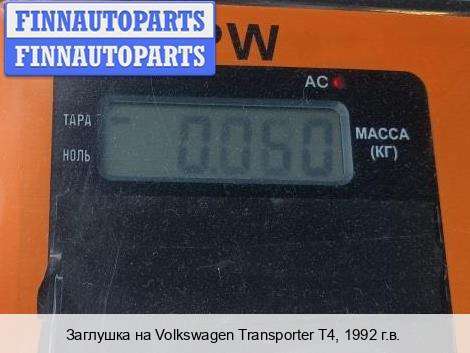 FINNAUTOPARTS
FINNAUTOPARTS
PW
AC
ТАРА
НОЛЬ
0060
МАССА
(КГ)
Заглушка на Volkswagen Transporter T4, 1992 г.в.